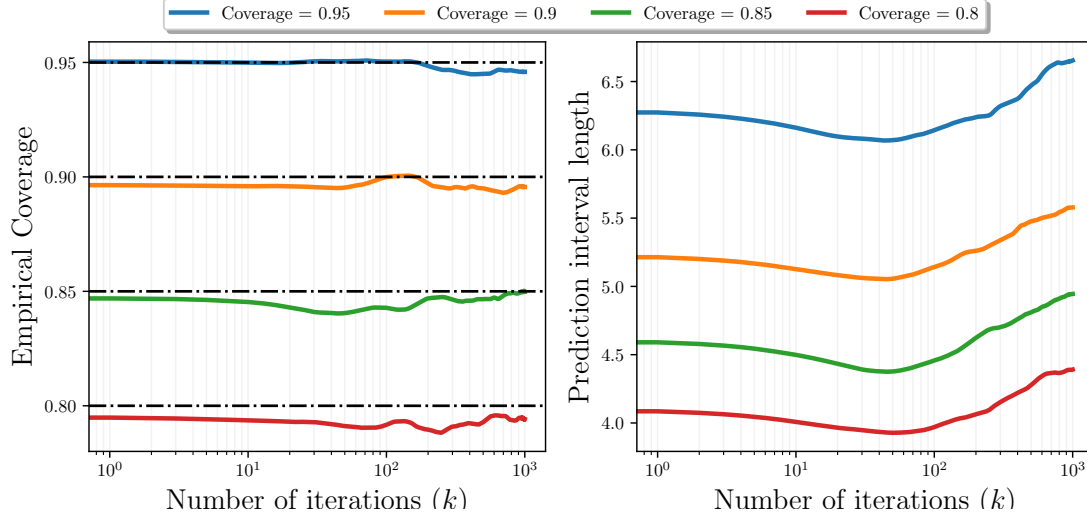 Coverage = 0.95 Coverage = 0.9 Coverage = 0.85 Coverage = 0.8
Empirical Coverage
0.95
0.90
0.85
0.80
10^0 10^1 10^2 10^3
Number of iterations (k)
Prediction interval length
6.5
6.0
5.5
5.0
4.5
4.0
10^0 10^1 10^2 10^3
Number of iterations (k)